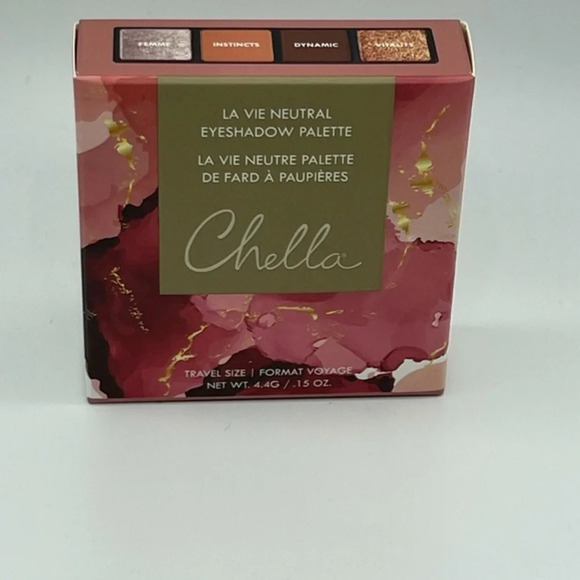 FEMME INSTINCTS DYNAMIC VITALITY
LA VIE NEUTRAL
EYESHADOW PALETTE
LA VIE NEUTRE PALETTE
DE FARD À PAUPIÈRES
Chella®
TRAVEL SIZE | FORMAT VOYAGE
NET WT. 4.4G / .15 OZ.